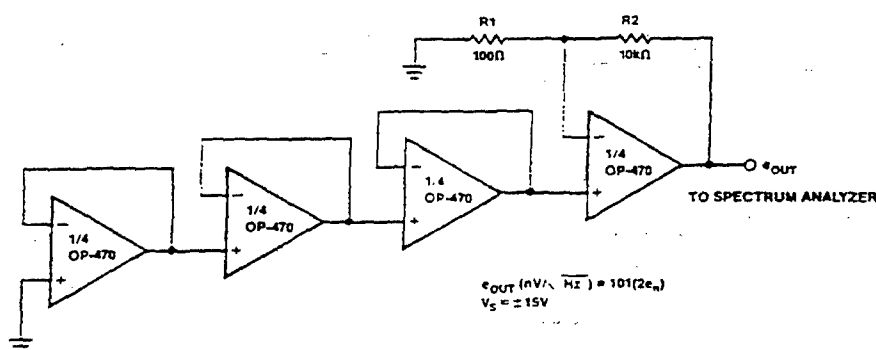 R1
R2
100Ω
10kΩ
−
+
1/4
OP-470
−
+
1/4
OP-470
−
+
1.4
OP-470
−
+
1/4
OP-470
eOUT
TO SPECTRUM ANALYZER
eOUT (nV/√Hz) = 101(2en)
VS = ±15V